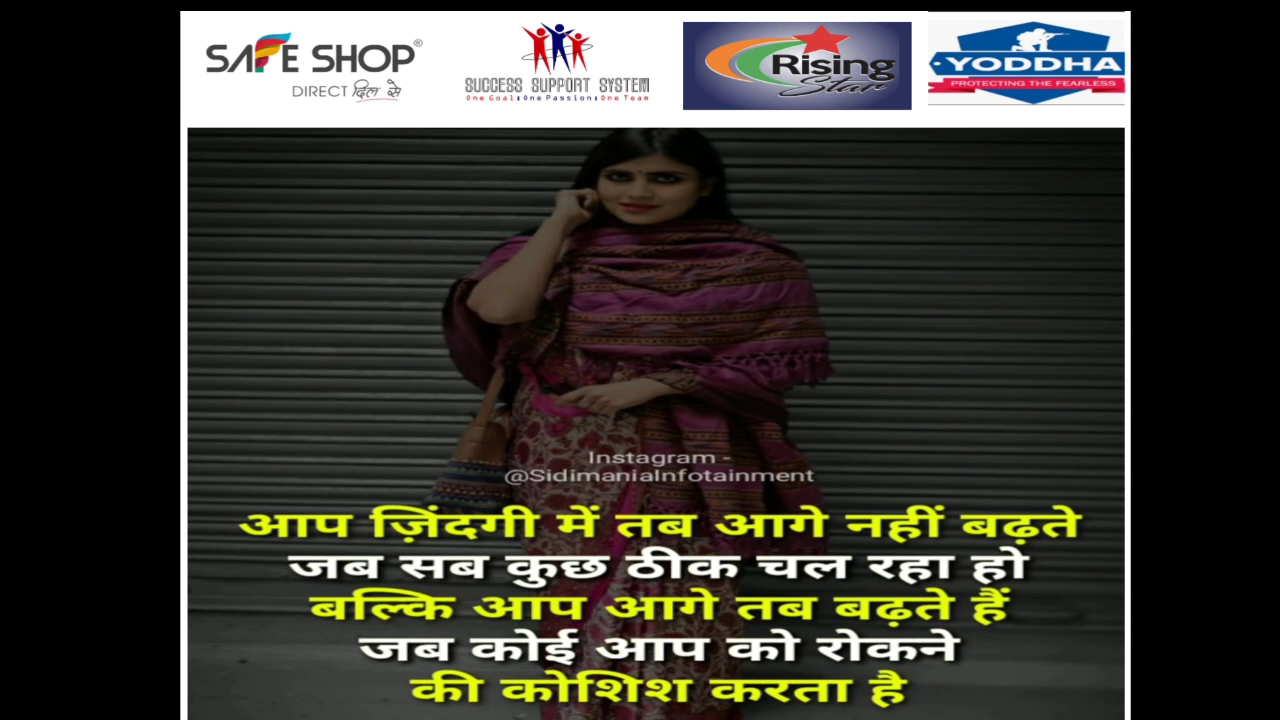 SAFE SHOP®
DIRECT दिल से
SUCCESS SUPPORT SYSTEM
One Goal:One Passion:One Team
Rising
Star
YODDHA
PROTECTING THE FEARLESS
Instagram -
@SidimaniaInfotainment
आप ज़िंदगी में तब आगे नहीं बढ़ते
जब सब कुछ ठीक चल रहा हो
बल्कि आप आगे तब बढ़ते हैं
जब कोई आप को रोकने
की कोशिश करता है